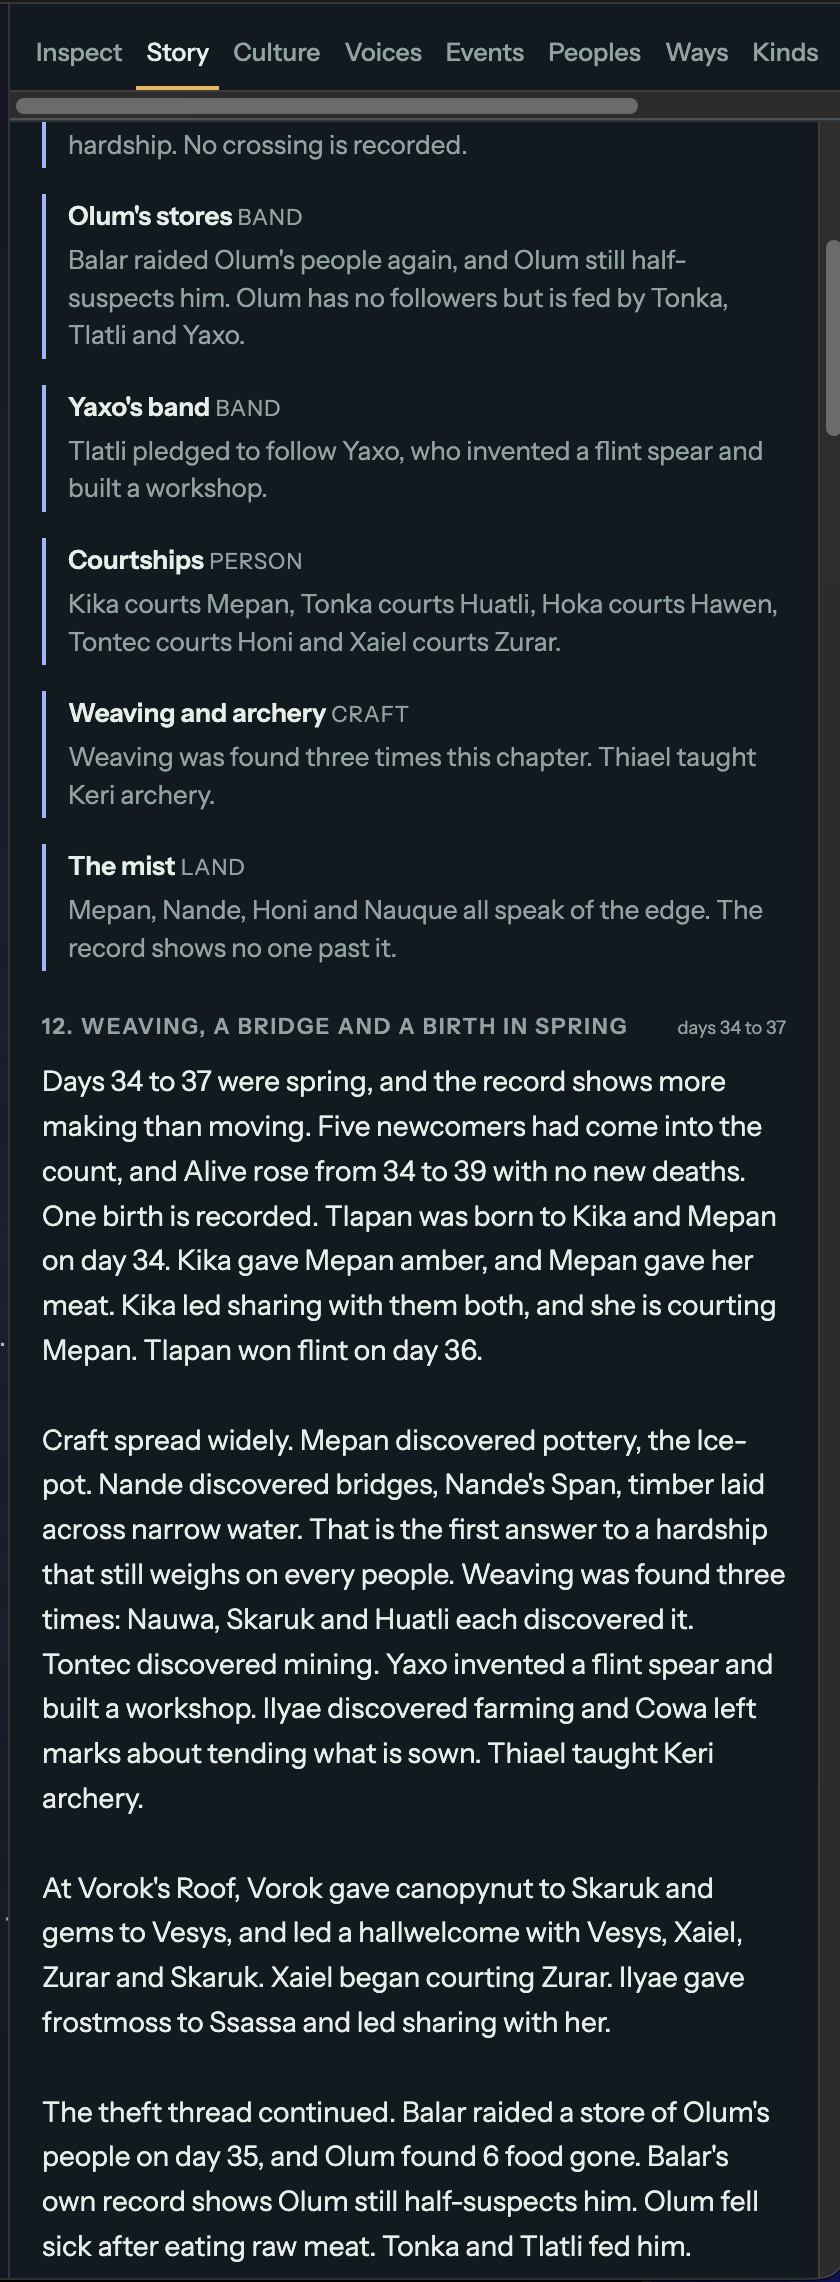 Inspect Story Culture Voices Events Peoples Ways Kinds
hardship. No crossing is recorded.
Olum's stores BAND
Balar raided Olum's people again, and Olum still half-
suspects him. Olum has no followers but is fed by Tonka,
Tlatli and Yaxo.
Yaxo's band BAND
Tlatli pledged to follow Yaxo, who invented a flint spear and
built a workshop.
Courtships PERSON
Kika courts Mepan, Tonka courts Huatli, Hoka courts Hawen,
Tontec courts Honi and Xaiel courts Zurar.
Weaving and archery CRAFT
Weaving was found three times this chapter. Thiael taught
Keri archery.
The mist LAND
Mepan, Nande, Honi and Nauque all speak of the edge. The
record shows no one past it.
12. WEAVING, A BRIDGE AND A BIRTH IN SPRING days 34 to 37
Days 34 to 37 were spring, and the record shows more
making than moving. Five newcomers had come into the
count, and Alive rose from 34 to 39 with no new deaths.
One birth is recorded. Tlapan was born to Kika and Mepan
on day 34. Kika gave Mepan amber, and Mepan gave her
meat. Kika led sharing with them both, and she is courting
Mepan. Tlapan won flint on day 36.
Craft spread widely. Mepan discovered pottery, the Ice-
pot. Nande discovered bridges, Nande's Span, timber laid
across narrow water. That is the first answer to a hardship
that still weighs on every people. Weaving was found three
times: Nauwa, Skaruk and Huatli each discovered it.
Tontec discovered mining. Yaxo invented a flint spear and
built a workshop. Ilyae discovered farming and Cowa left
marks about tending what is sown. Thiael taught Keri
archery.
At Vorok's Roof, Vorok gave canopynut to Skaruk and
gems to Vesys, and led a hallwelcome with Vesys, Xaiel,
Zurar and Skaruk. Xaiel began courting Zurar. Ilyae gave
frostmoss to Ssassa and led sharing with her.
The theft thread continued. Balar raided a store of Olum's
people on day 35, and Olum found 6 food gone. Balar's
own record shows Olum still half-suspects him. Olum fell
sick after eating raw meat. Tonka and Tlatli fed him.